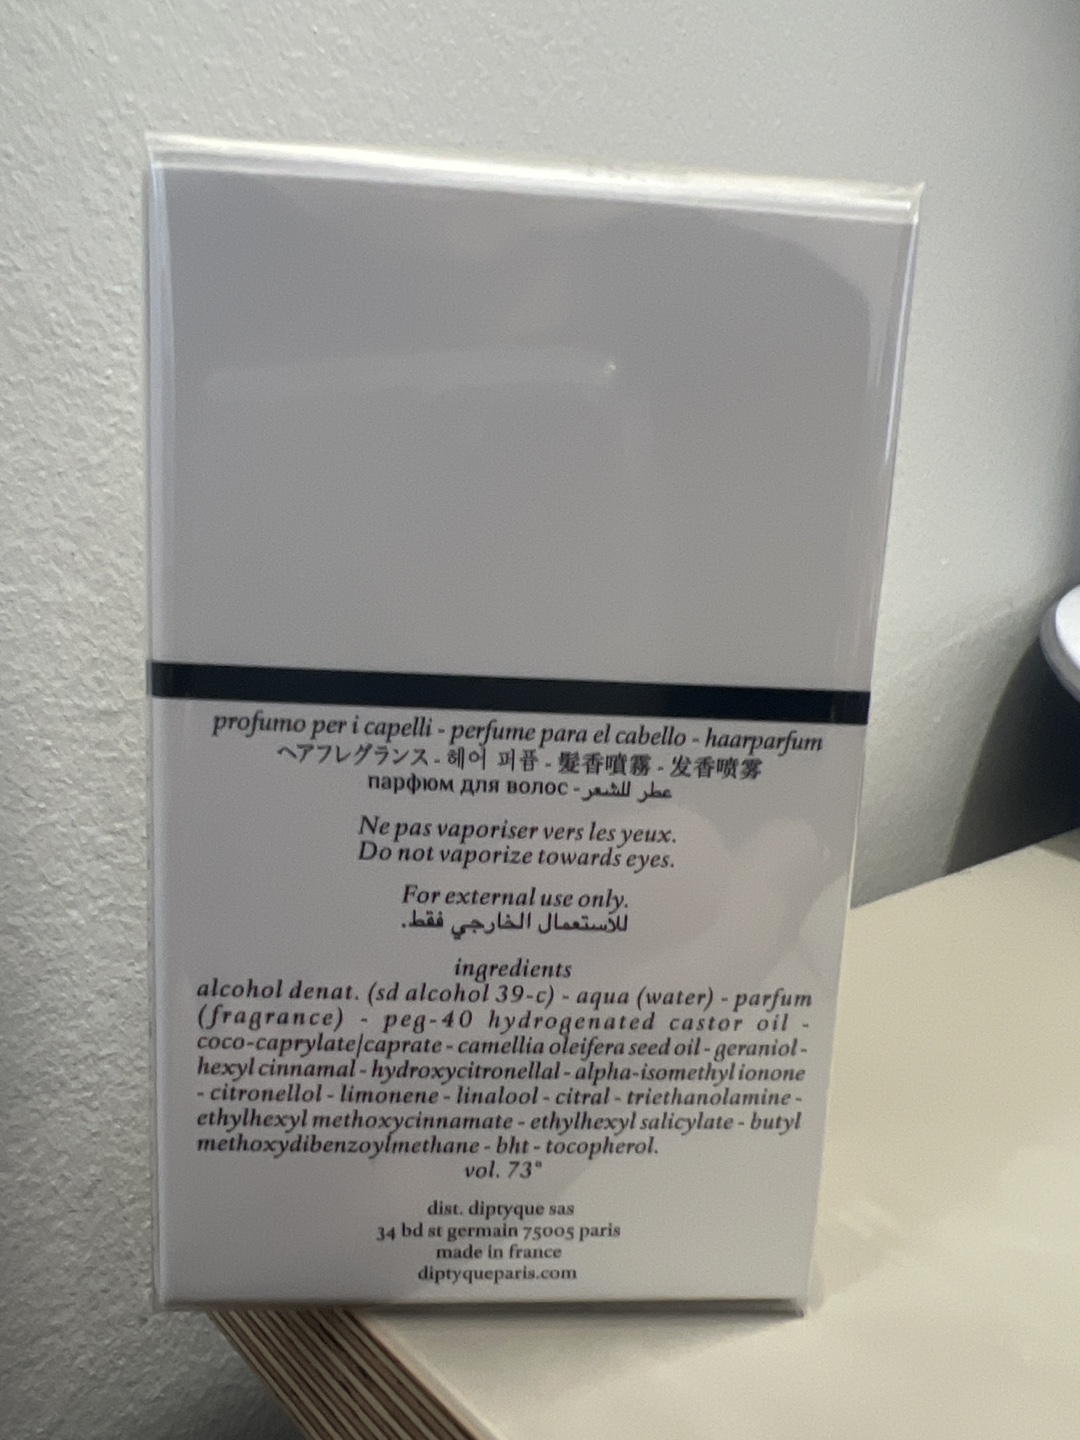 profumo per i capelli - perfume para el cabello - haarparfum
ヘアフレグランス - 헤어 퍼퓸 - 髮香噴霧 - 发香喷雾
парфюм для волос - عطر للشعر
Ne pas vaporiser vers les yeux.
Do not vaporize towards eyes.
For external use only.
للاستعمال الخارجي فقط.
ingredients
alcohol denat. (sd alcohol 39-c) - aqua (water) - parfum
(fragrance) - peg-40 hydrogenated castor oil -
coco-caprylate/caprate - camellia oleifera seed oil - geraniol -
hexyl cinnamal - hydroxycitronellal - alpha-isomethyl ionone
- citronellol - limonene - linalool - citral - triethanolamine -
ethylhexyl methoxycinnamate - ethylhexyl salicylate - butyl
methoxydibenzoylmethane - bht - tocopherol.
vol. 73°
dist. diptyque sas
34 bd st germain 75005 paris
made in france
diptyqueparis.com